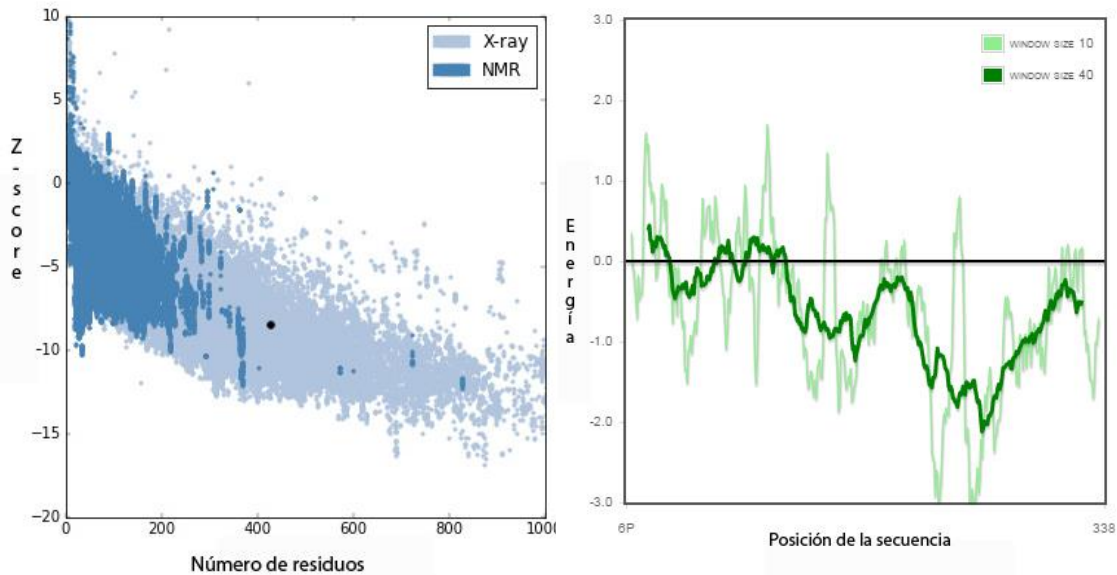 10
5
0
−5
−10
−15
−20
Z-score
X-ray
NMR
0
200
400
600
800
1000
Número de residuos
3.0
2.0
1.0
0.0
-1.0
-2.0
-3.0
Energía
WINDOW SIZE 10
WINDOW SIZE 40
6P
338
Posición de la secuencia